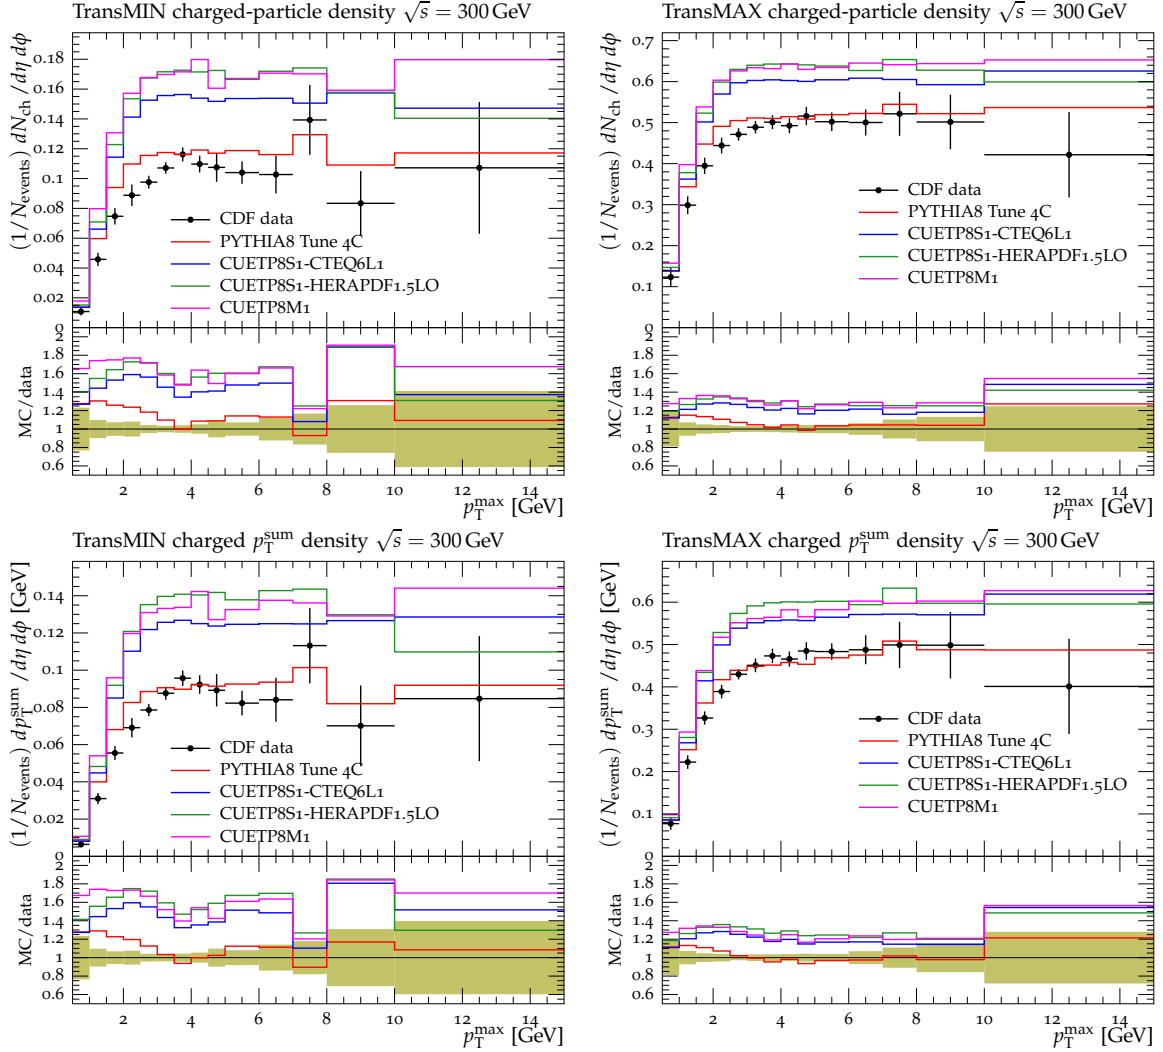 TransMIN charged-particle density √s = 300 GeV
(1/N_events) dN_ch/dη dφ
0.18
0.16
0.14
0.12
0.1
0.08
0.06
0.04
0.02
0
CDF data
PYTHIA8 Tune 4C
CUETP8S1-CTEQ6L1
CUETP8S1-HERAPDF1.5LO
CUETP8M1
MC/data
2
1.8
1.6
1.4
1.2
1
0.8
0.6
2 4 6 8 10 12 14
p_T^max [GeV]
TransMAX charged-particle density √s = 300 GeV
(1/N_events) dN_ch/dη dφ
0.7
0.6
0.5
0.4
0.3
0.2
0.1
0
CDF data
PYTHIA8 Tune 4C
CUETP8S1-CTEQ6L1
CUETP8S1-HERAPDF1.5LO
CUETP8M1
MC/data
2
1.8
1.6
1.4
1.2
1
0.8
0.6
2 4 6 8 10 12 14
p_T^max [GeV]
TransMIN charged p_T^sum density √s = 300 GeV
(1/N_events) dp_T^sum/dη dφ [GeV]
0.14
0.12
0.1
0.08
0.06
0.04
0.02
0
CDF data
PYTHIA8 Tune 4C
CUETP8S1-CTEQ6L1
CUETP8S1-HERAPDF1.5LO
CUETP8M1
MC/data
2
1.8
1.6
1.4
1.2
1
0.8
0.6
2 4 6 8 10 12 14
p_T^max [GeV]
TransMAX charged p_T^sum density √s = 300 GeV
(1/N_events) dp_T^sum/dη dφ [GeV]
0.6
0.5
0.4
0.3
0.2
0.1
0
CDF data
PYTHIA8 Tune 4C
CUETP8S1-CTEQ6L1
CUETP8S1-HERAPDF1.5LO
CUETP8M1
MC/data
2
1.8
1.6
1.4
1.2
1
0.8
0.6
2 4 6 8 10 12 14
p_T^max [GeV]